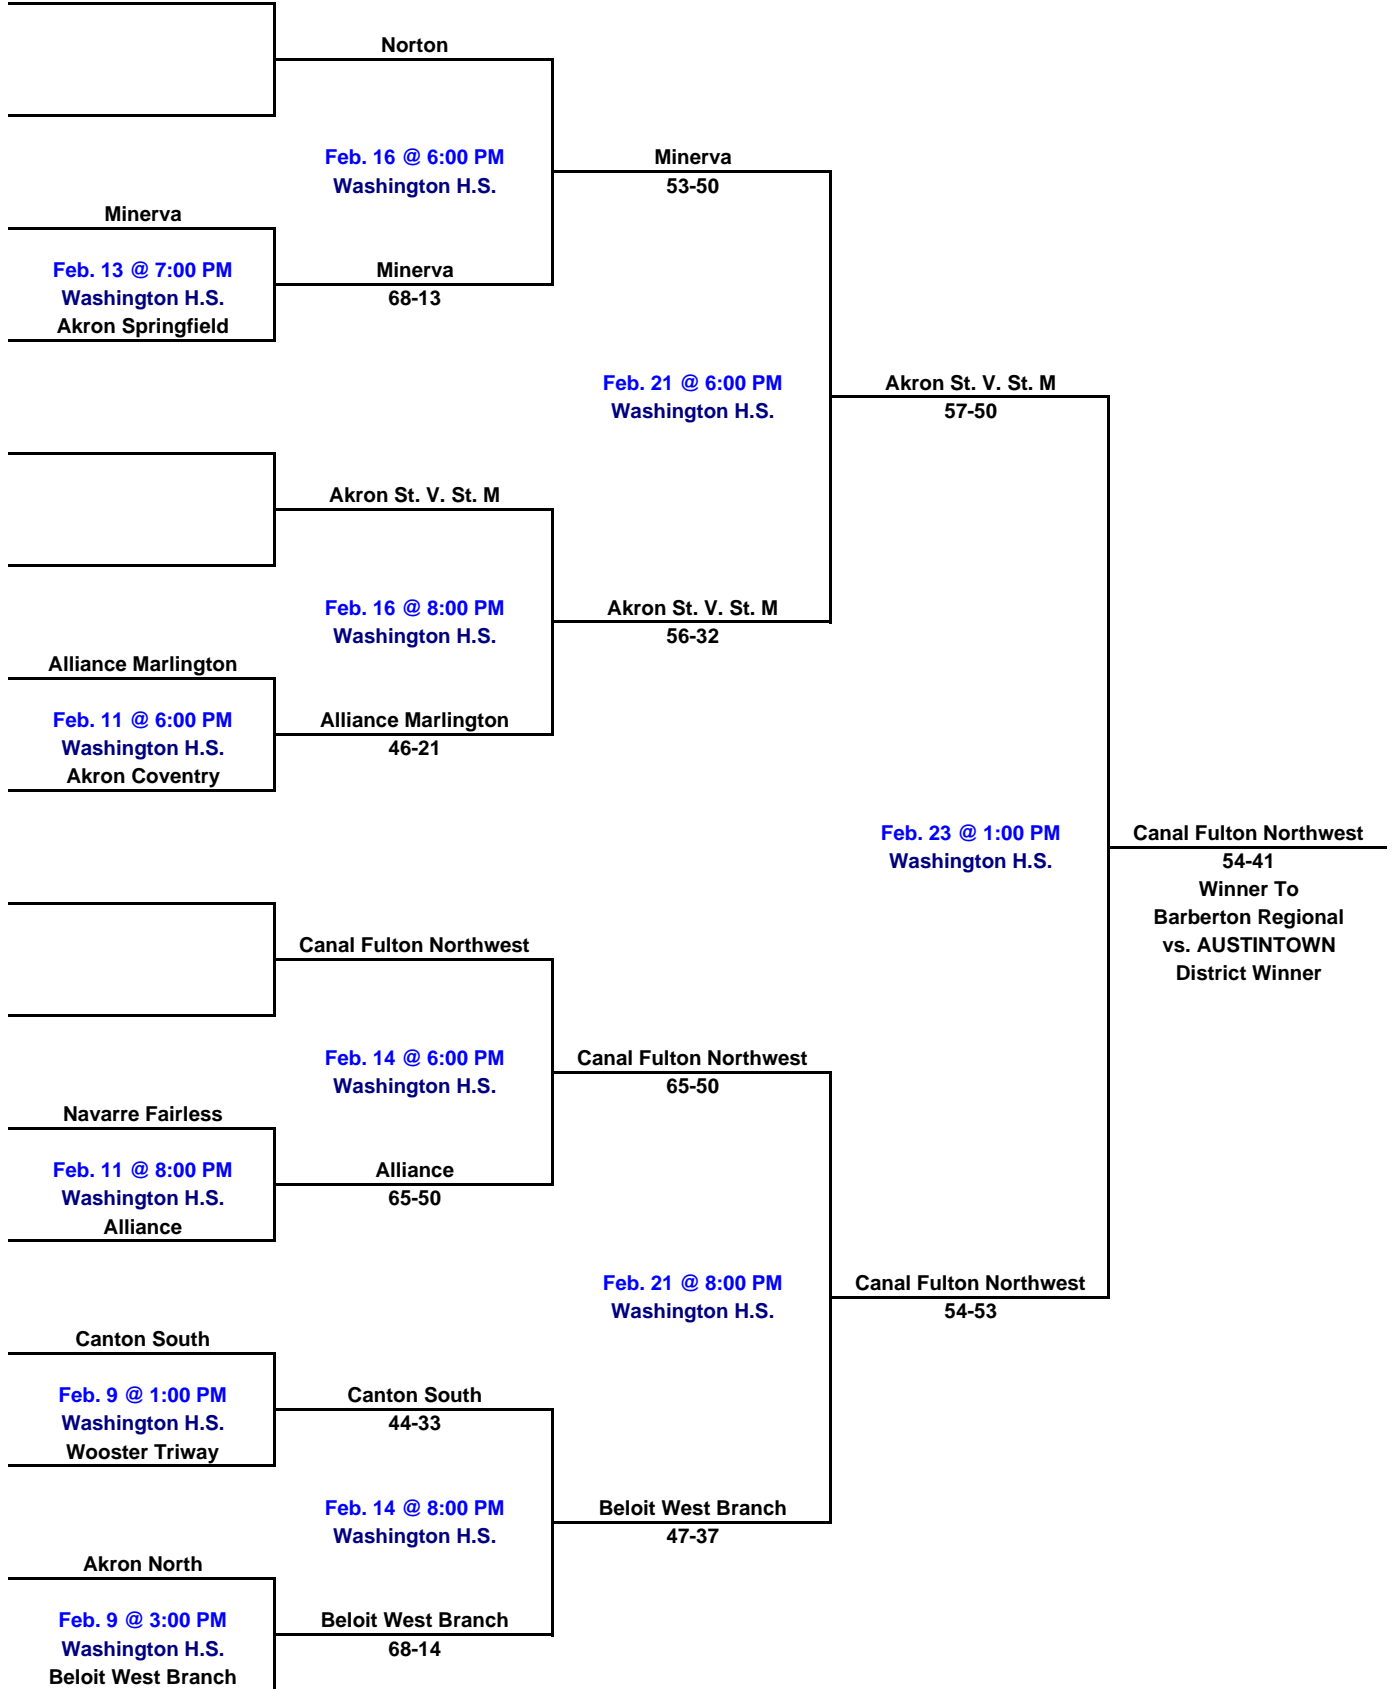 Norton
Feb. 16 @ 6:00 PM
Washington H.S.
Minerva
53-50
Minerva
Feb. 13 @ 7:00 PM
Washington H.S.
Akron Springfield
Minerva
68-13
Feb. 21 @ 6:00 PM
Washington H.S.
Akron St. V. St. M
57-50
Akron St. V. St. M
Feb. 16 @ 8:00 PM
Washington H.S.
Akron St. V. St. M
56-32
Alliance Marlington
Feb. 11 @ 6:00 PM
Washington H.S.
Akron Coventry
Alliance Marlington
46-21
Feb. 23 @ 1:00 PM
Washington H.S.
Canal Fulton Northwest
54-41
Winner To
Barberton Regional
vs. AUSTINTOWN
District Winner
Canal Fulton Northwest
Feb. 14 @ 6:00 PM
Washington H.S.
Canal Fulton Northwest
65-50
Navarre Fairless
Feb. 11 @ 8:00 PM
Washington H.S.
Alliance
Alliance
65-50
Feb. 21 @ 8:00 PM
Washington H.S.
Canal Fulton Northwest
54-53
Canton South
Feb. 9 @ 1:00 PM
Washington H.S.
Wooster Triway
Canton South
44-33
Feb. 14 @ 8:00 PM
Washington H.S.
Beloit West Branch
47-37
Akron North
Feb. 9 @ 3:00 PM
Washington H.S.
Beloit West Branch
Beloit West Branch
68-14